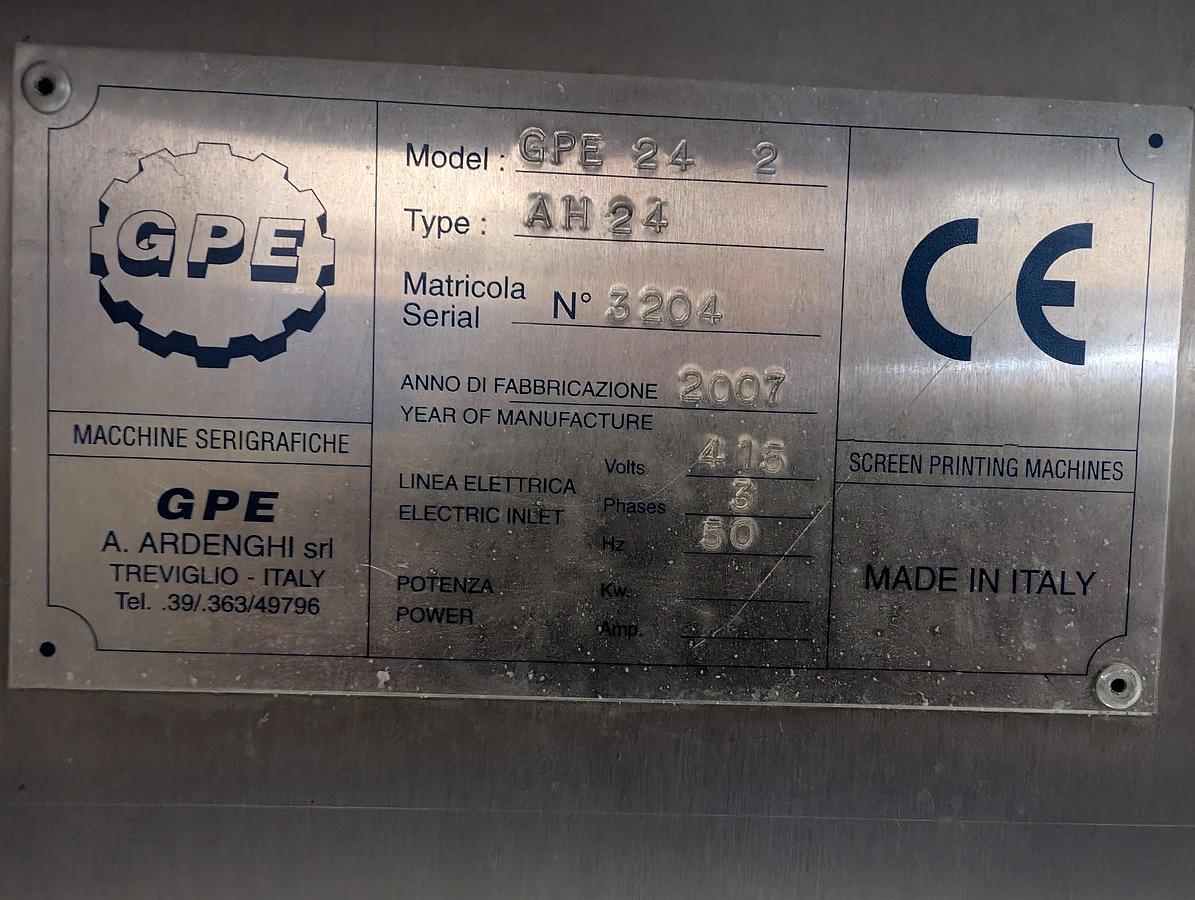 GPE
MACCHINE SERIGRAFICHE
GPE
A. ARDENGHI srl
TREVIGLIO - ITALY
Tel. .39/.363/49796
Model : GPE 24 2
Type : AH 24
Matricola
Serial N° 3204
ANNO DI FABBRICAZIONE 2007
YEAR OF MANUFACTURE
LINEA ELETTRICA
ELECTRIC INLET
Volts 415
Phases 3
Hz 50
POTENZA
POWER
Kw.
Amp.
CE
SCREEN PRINTING MACHINES
MADE IN ITALY